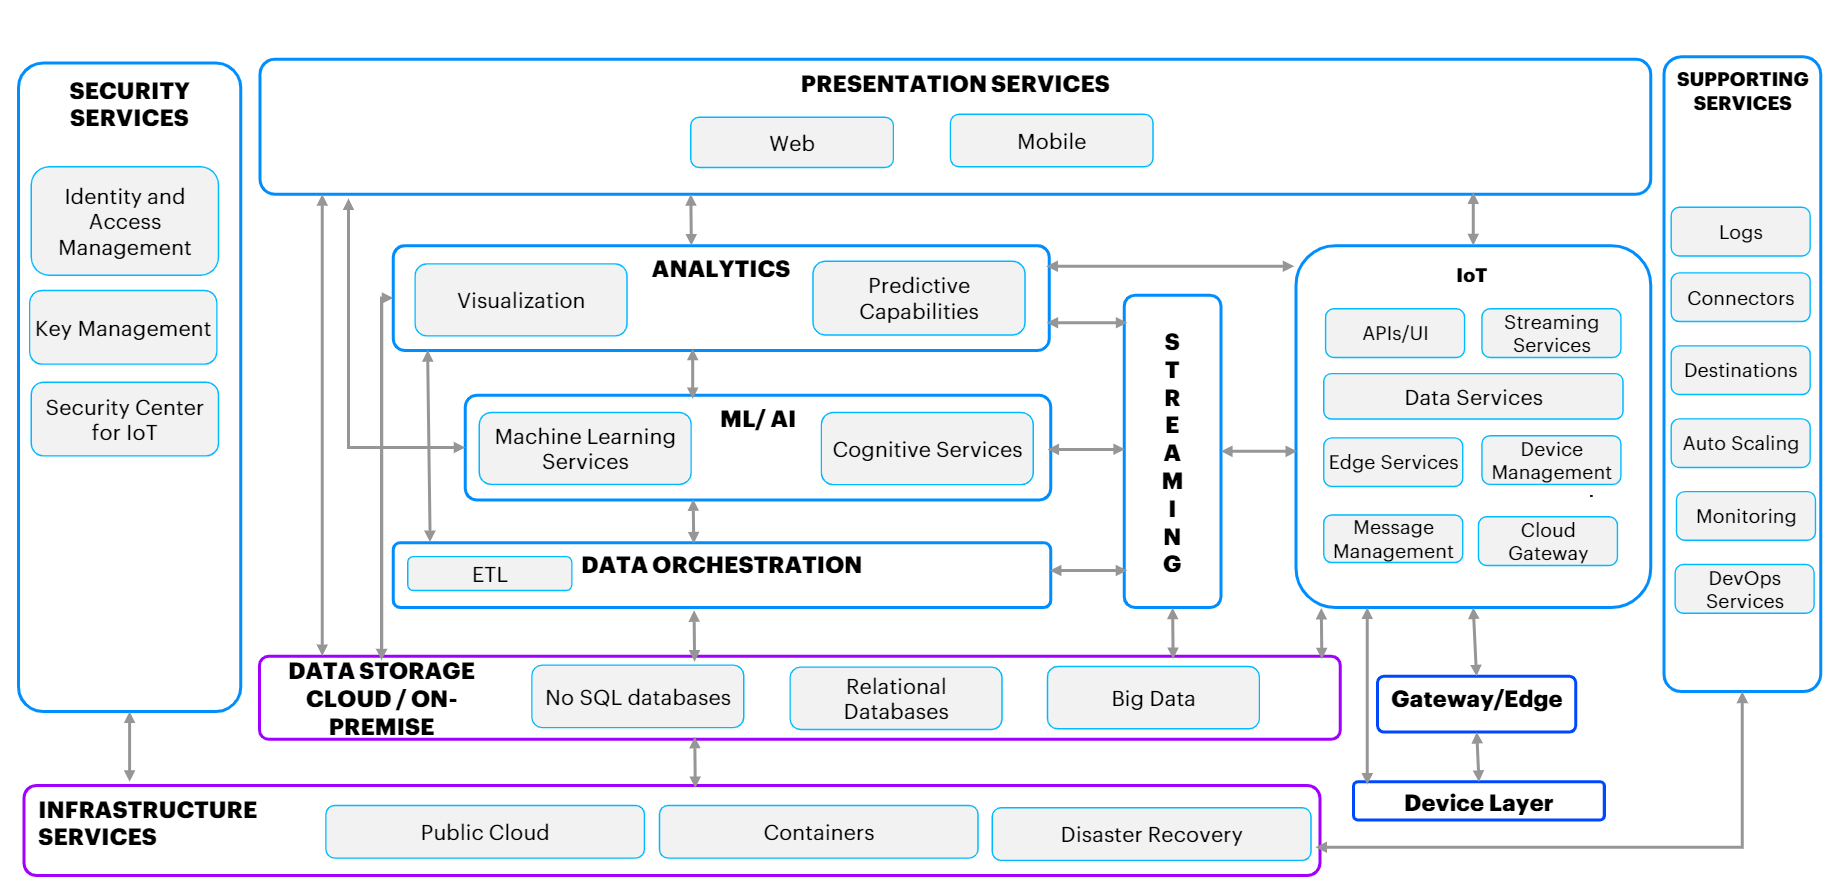 SECURITY
SERVICES
Identity and
Access
Management
Key Management
Security Center
for IoT
PRESENTATION SERVICES
Web
Mobile
ANALYTICS
Visualization
Predictive
Capabilities
ML/ AI
Machine Learning
Services
Cognitive Services
DATA ORCHESTRATION
ETL
STREAMING
IoT
APIs/UI
Streaming
Services
Data Services
Edge Services
Device
Management
.
Message
Management
Cloud
Gateway
DATA STORAGE
CLOUD / ON-
PREMISE
No SQL databases
Relational
Databases
Big Data
Gateway/Edge
Device Layer
INFRASTRUCTURE
SERVICES
Public Cloud
Containers
Disaster Recovery
SUPPORTING
SERVICES
Logs
Connectors
Destinations
Auto Scaling
Monitoring
DevOps
Services